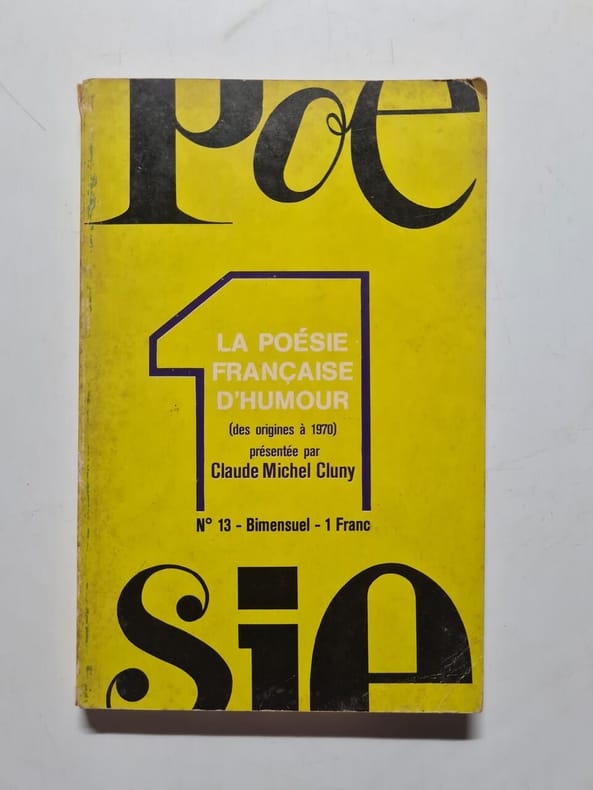 Poe
1
LA POÉSIE
FRANÇAISE
D'HUMOUR
(des origines à 1970)
présentée par
Claude Michel Cluny
N° 13 - Bimensuel - 1 Franc
sie